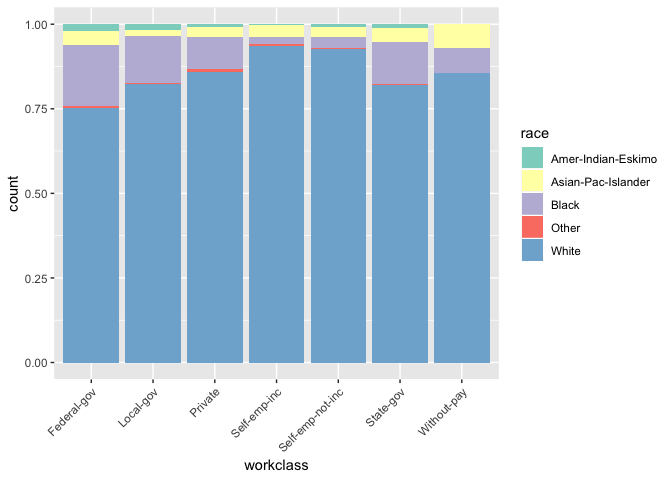 1.00
0.75
0.50
0.25
0.00
count
Federal-gov
Local-gov
Private
Self-emp-inc
Self-emp-not-inc
State-gov
Without-pay
workclass
race
Amer-Indian-Eskimo
Asian-Pac-Islander
Black
Other
White